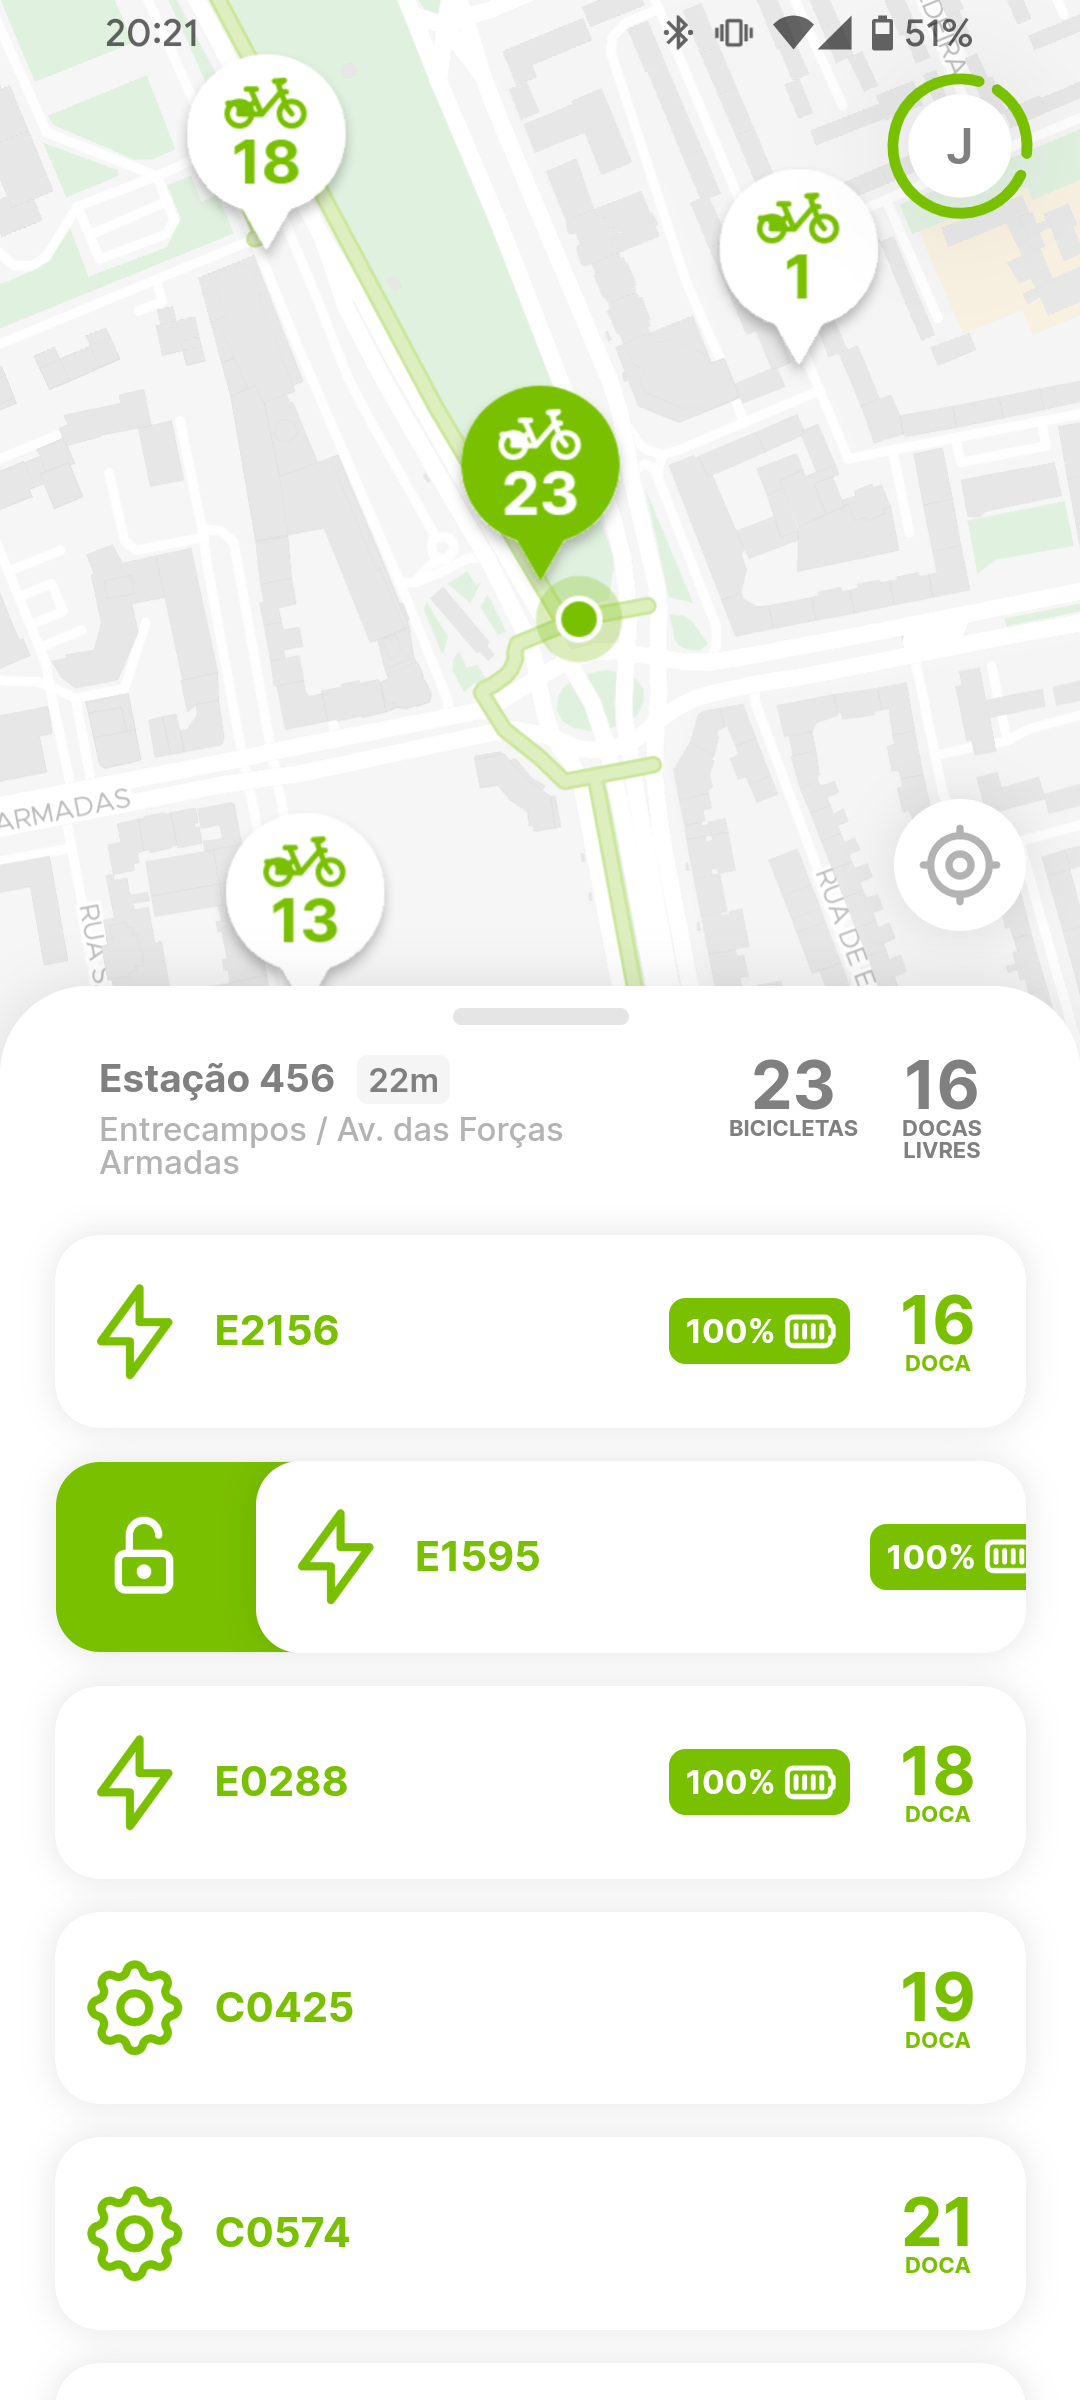 20:21
51%
18
J
1
23
ARMADAS
13
RUA S
RUA DE E
Estação 456
22m
Entrecampos / Av. das Forças
Armadas
23
BICICLETAS
16
DOCAS
LIVRES
E2156
100%
16
DOCA
E1595
100%
E0288
100%
18
DOCA
C0425
19
DOCA
C0574
21
DOCA